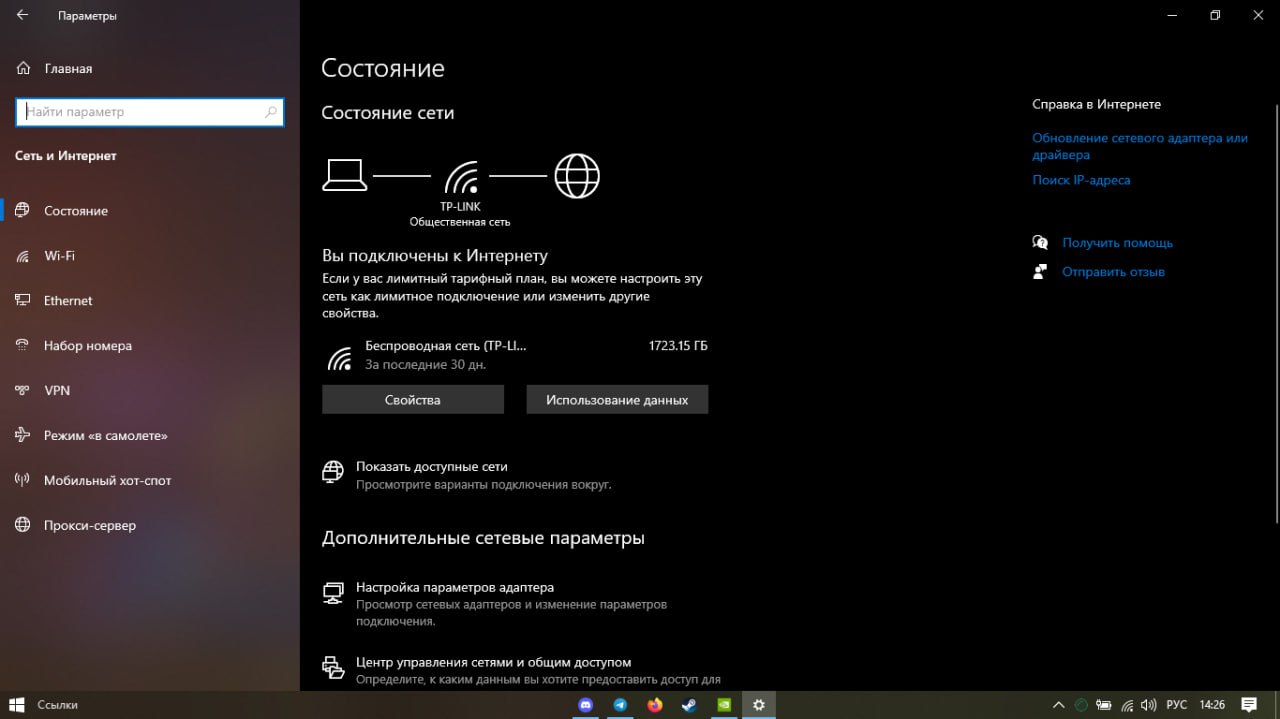 Параметры
Главная
Найти параметр
Сеть и Интернет
Состояние
Wi-Fi
Ethernet
Набор номера
VPN
Режим «в самолете»
Мобильный хот-спот
Прокси-сервер
Состояние
Состояние сети
TP-LINK
Общественная сеть
Вы подключены к Интернету
Если у вас лимитный тарифный план, вы можете настроить эту
сеть как лимитное подключение или изменить другие
свойства.
Беспроводная сеть (TP-LI...
1723.15 ГБ
За последние 30 дн.
Свойства
Использование данных
Показать доступные сети
Просмотрите варианты подключения вокруг.
Дополнительные сетевые параметры
Настройка параметров адаптера
Просмотр сетевых адаптеров и изменение параметров
подключения.
Центр управления сетями и общим доступом
Определите, к каким данным вы хотите предоставить доступ для
Справка в Интернете
Обновление сетевого адаптера или
драйвера
Поиск IP-адреса
Получить помощь
Отправить отзыв
Ссылки
РУС
14:26